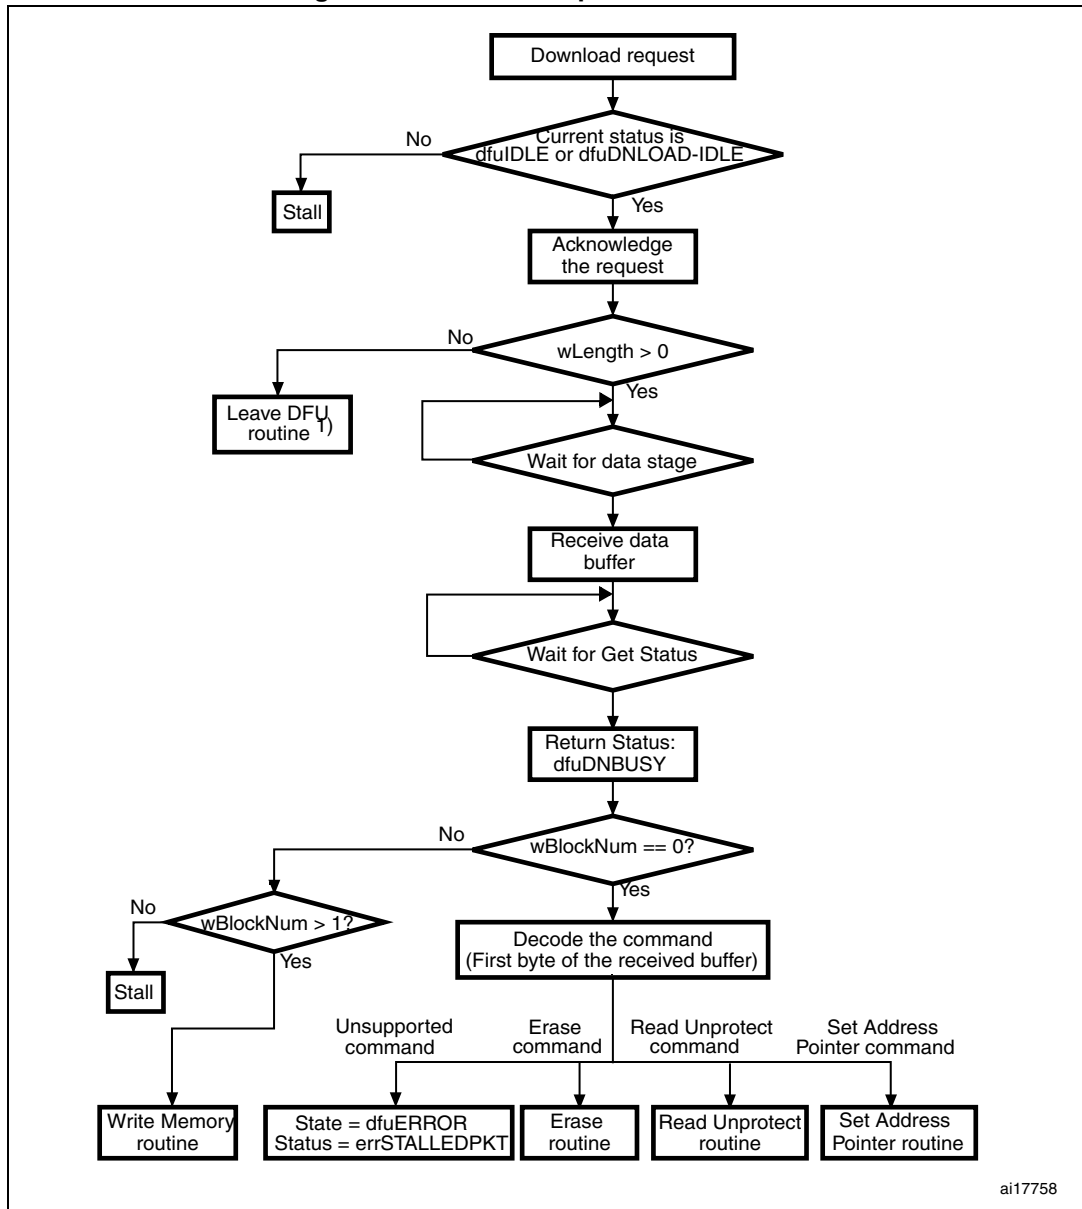 Download request
Current status is
dfuIDLE or dfuDNLOAD-IDLE
No
Stall
Yes
Acknowledge
the request
No
wLength > 0
Yes
Leave DFU
routine 1)
Wait for data stage
Receive data
buffer
Wait for Get Status
Return Status:
dfuDNBUSY
No
wBlockNum == 0?
Yes
No
wBlockNum > 1?
Yes
Stall
Decode the command
(First byte of the received buffer)
Unsupported
command
Erase
command
Read Unprotect
command
Set Address
Pointer command
Write Memory
routine
State = dfuERROR
Status = errSTALLEDPKT
Erase
routine
Read Unprotect
routine
Set Address
Pointer routine
ai17758